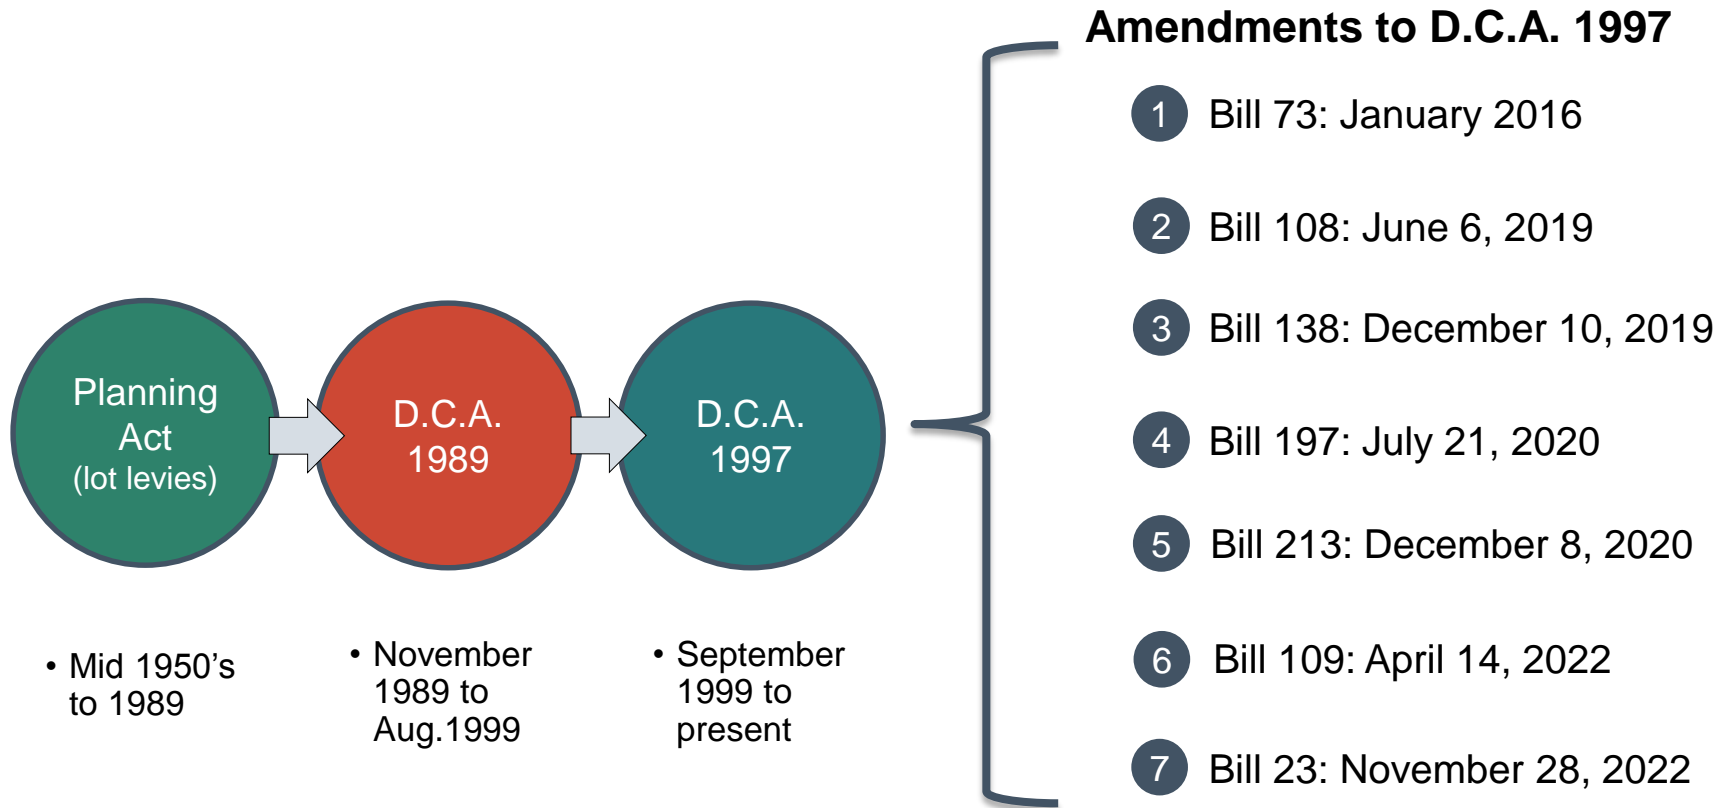 Amendments to D.C.A. 1997
1 Bill 73: January 2016
2 Bill 108: June 6, 2019
3 Bill 138: December 10, 2019
4 Bill 197: July 21, 2020
5 Bill 213: December 8, 2020
6 Bill 109: April 14, 2022
7 Bill 23: November 28, 2022
Planning
Act
(lot levies)
D.C.A.
1989
D.C.A.
1997
• Mid 1950’s
to 1989
• November
1989 to
Aug.1999
• September
1999 to
present